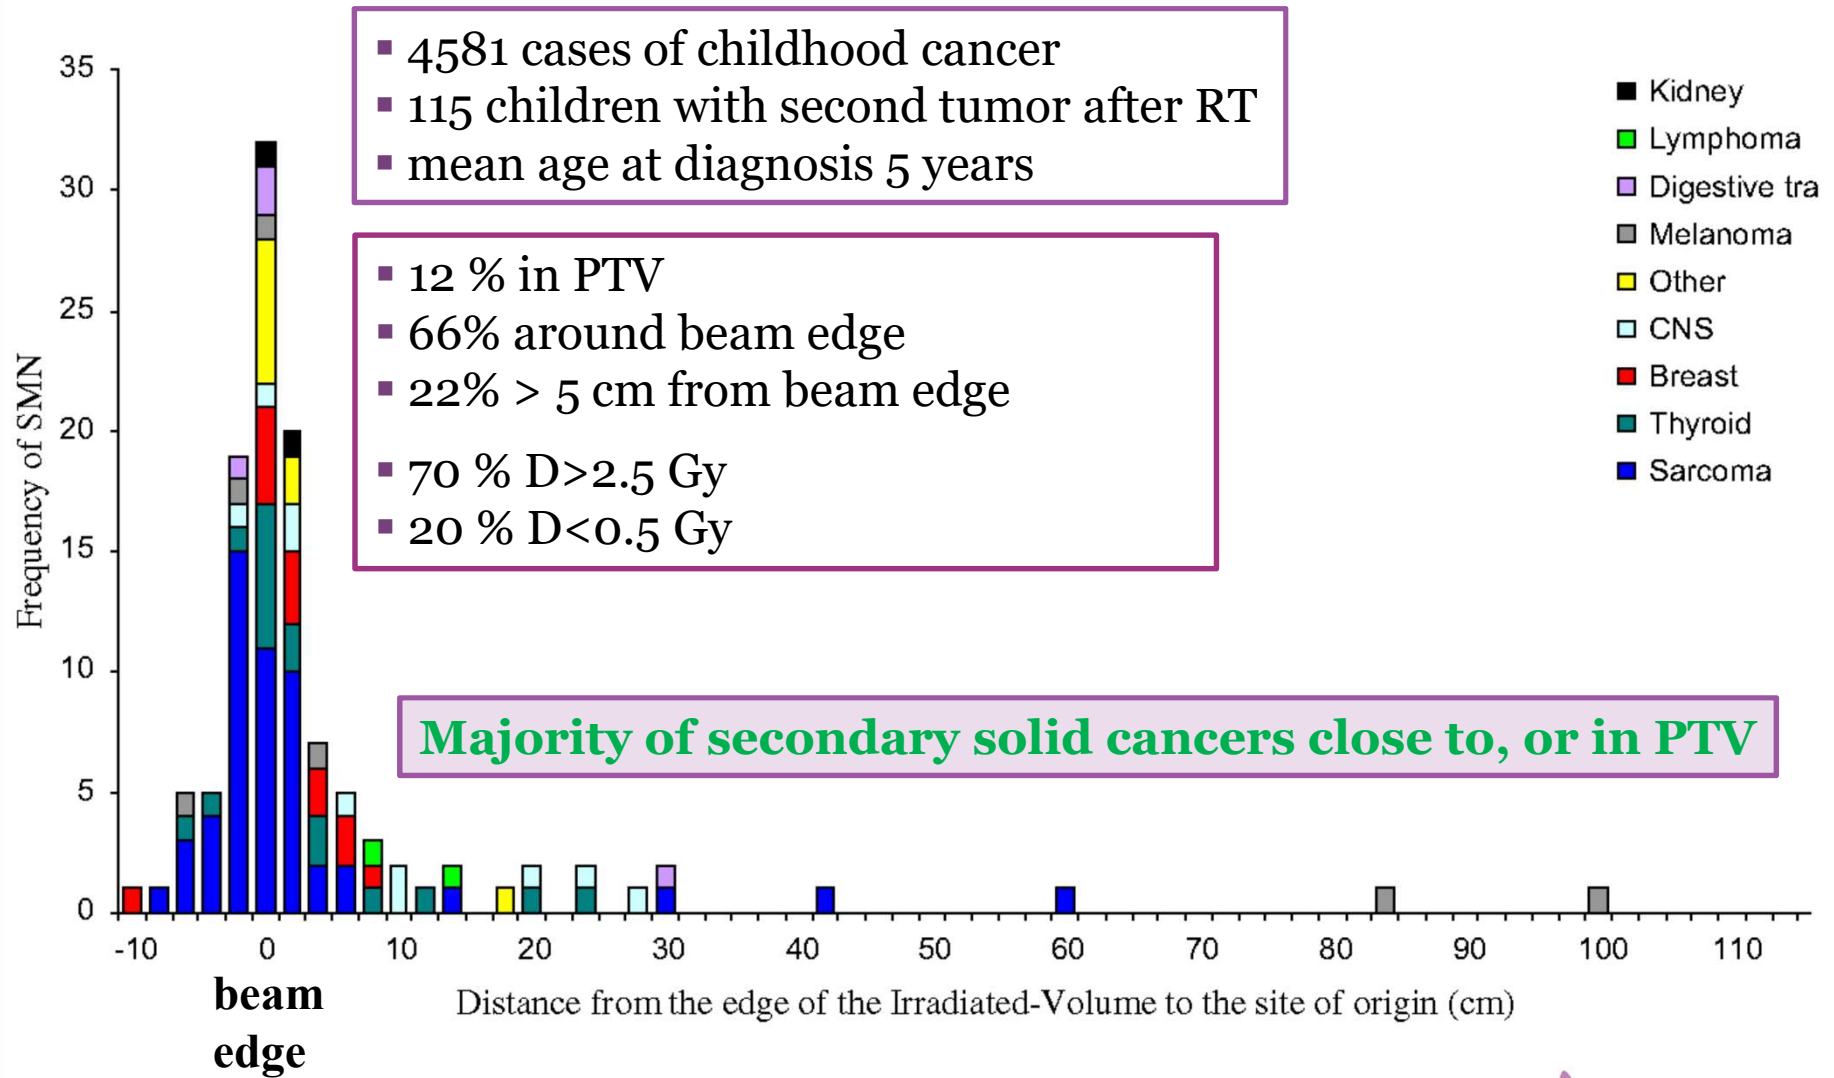 ▪ 4581 cases of childhood cancer
▪ 115 children with second tumor after RT
▪ mean age at diagnosis 5 years
▪ 12 % in PTV
▪ 66% around beam edge
▪ 22% > 5 cm from beam edge
▪ 70 % D>2.5 Gy
▪ 20 % D<0.5 Gy
Majority of secondary solid cancers close to, or in PTV
Kidney
Lymphoma
Digestive tra
Melanoma
Other
CNS
Breast
Thyroid
Sarcoma
Frequency of SMN
35
30
25
20
15
10
5
0
-10 0 10 20 30 40 50 60 70 80 90 100 110
beam
edge
Distance from the edge of the Irradiated-Volume to the site of origin (cm)